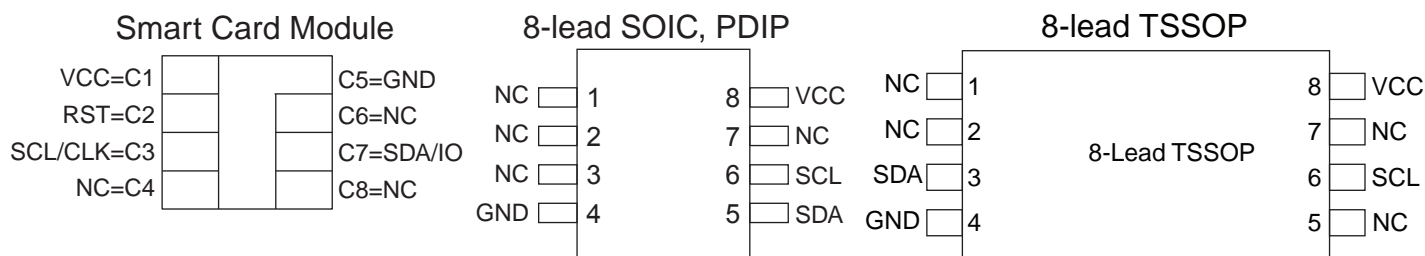 Smart Card Module
VCC=C1
C5=GND
RST=C2
C6=NC
SCL/CLK=C3
C7=SDA/IO
NC=C4
C8=NC
8-lead SOIC, PDIP
NC 1 8 VCC
NC 2 7 NC
NC 3 6 SCL
GND 4 5 SDA
8-lead TSSOP
NC 1 8 VCC
NC 2 7 NC
8-Lead TSSOP
SDA 3 6 SCL
GND 4 5 NC